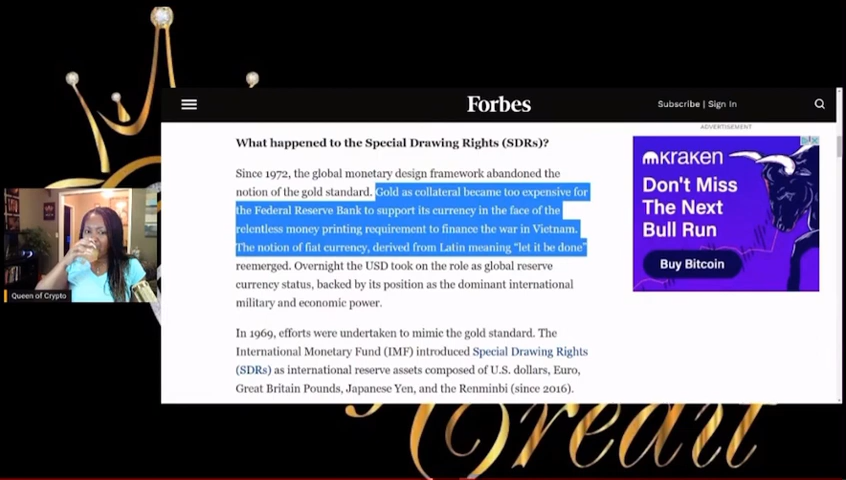 Forbes
Subscribe | Sign In
ADVERTISEMENT
What happened to the Special Drawing Rights (SDRs)?
Since 1972, the global monetary design framework abandoned the
notion of the gold standard. Gold as collateral became too expensive for
the Federal Reserve Bank to support its currency in the face of the
relentless money printing requirement to finance the war in Vietnam.
The notion of fiat currency, derived from Latin meaning “let it be done”
reemerged. Overnight the USD took on the role as global reserve
currency status, backed by its position as the dominant international
military and economic power.
In 1969, efforts were undertaken to mimic the gold standard. The
International Monetary Fund (IMF) introduced Special Drawing Rights
(SDRs) as international reserve assets composed of U.S. dollars, Euro,
Great Britain Pounds, Japanese Yen, and the Renminbi (since 2016).
mkraken
Don't Miss
The Next
Bull Run
Buy Bitcoin
Queen of Crypto
Credit